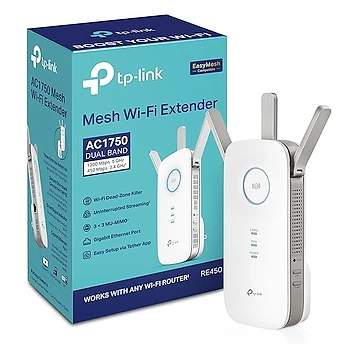 BOOST YOUR WI-FI
tp-link
EasyMesh
Mesh Wi-Fi Extender
AC1750
DUAL BAND
1300 Mbps 5 GHz
450 Mbps 2.4 GHz
Wi-Fi Dead-Zone Killer
Uninterrupted Streaming
3 × 3 MU-MIMO
Gigabit Ethernet Port
Easy Setup via Tether App
WORKS WITH ANY WI-FI ROUTER
RE450
AC1750 Mesh
Wi-Fi Extender
tp-link